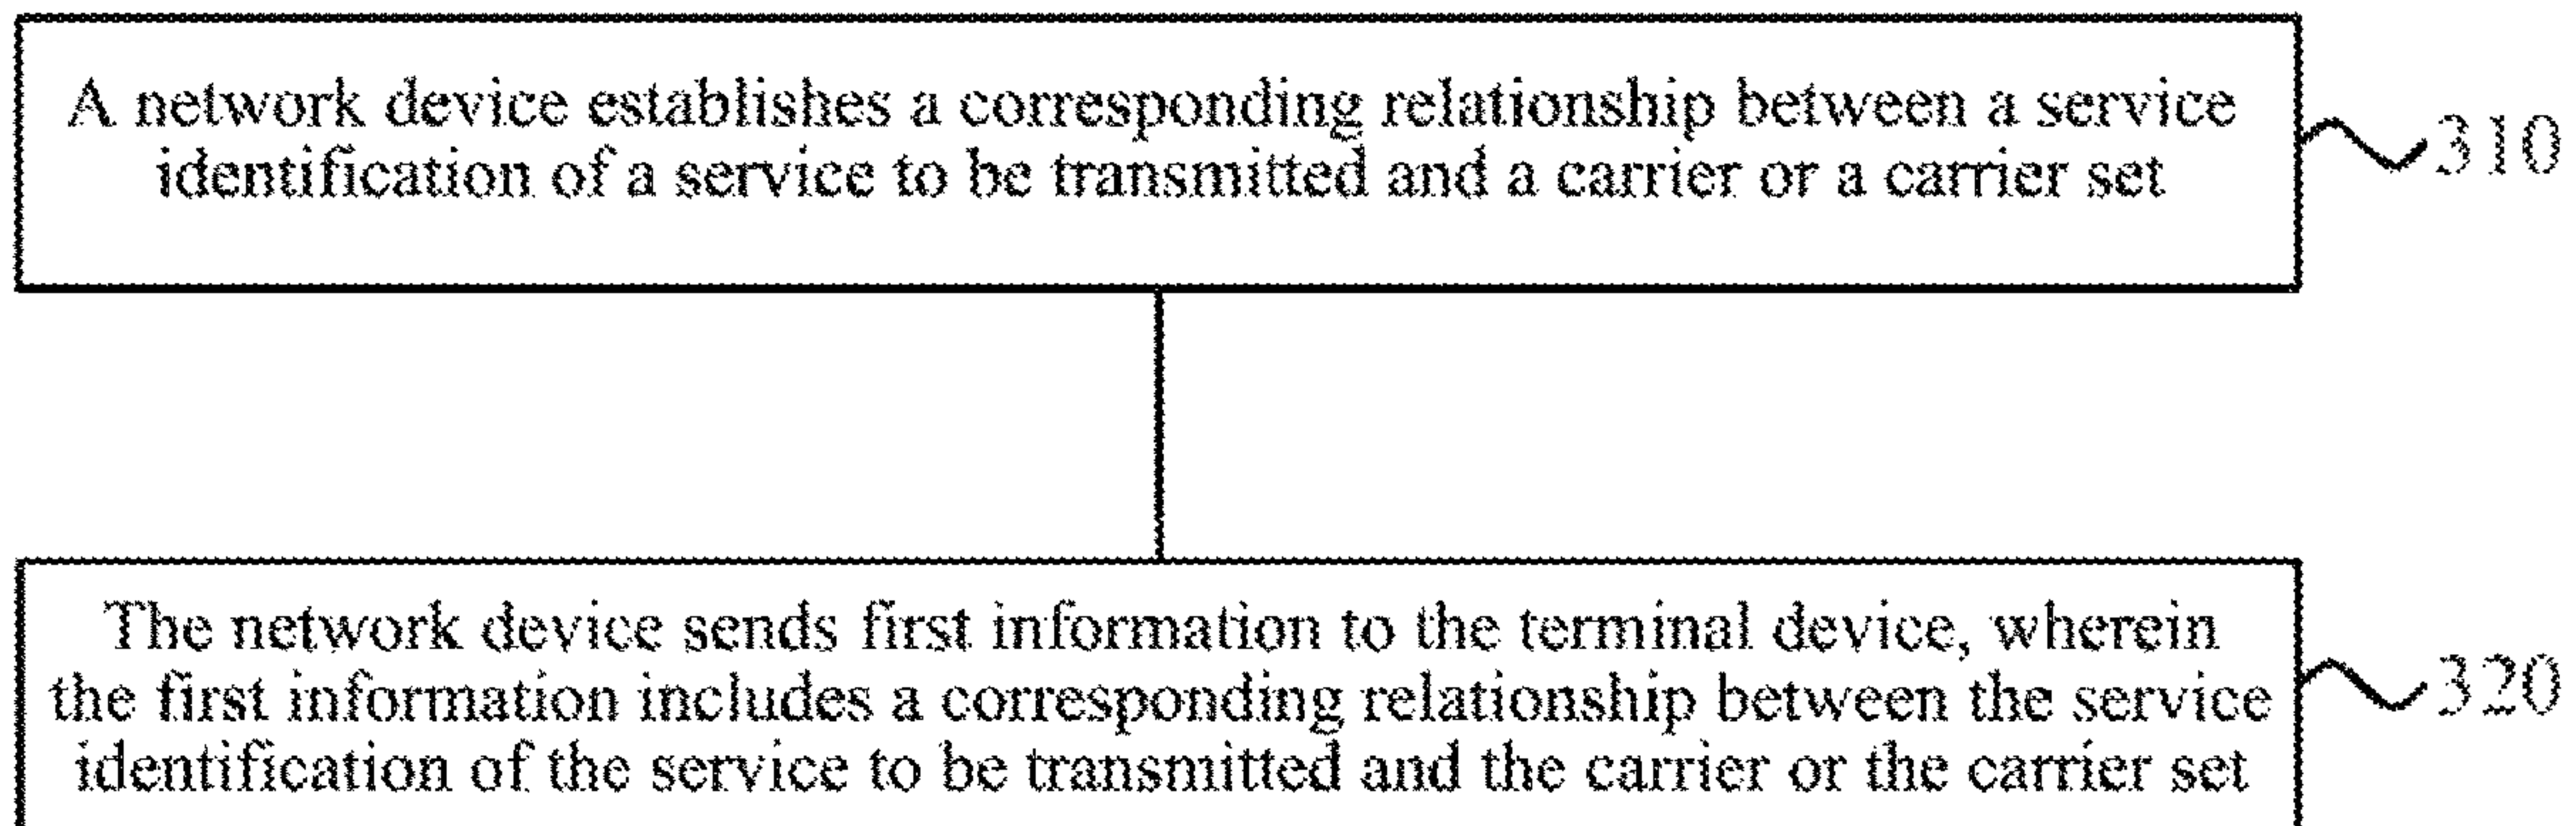 A network device establishes a corresponding relationship between a service
identification of a service to be transmitted and a carrier or a carrier set
310
The network device sends first information to the terminal device, wherein
the first information includes a corresponding relationship between the service
identification of the service to be transmitted and the carrier or the carrier set
320